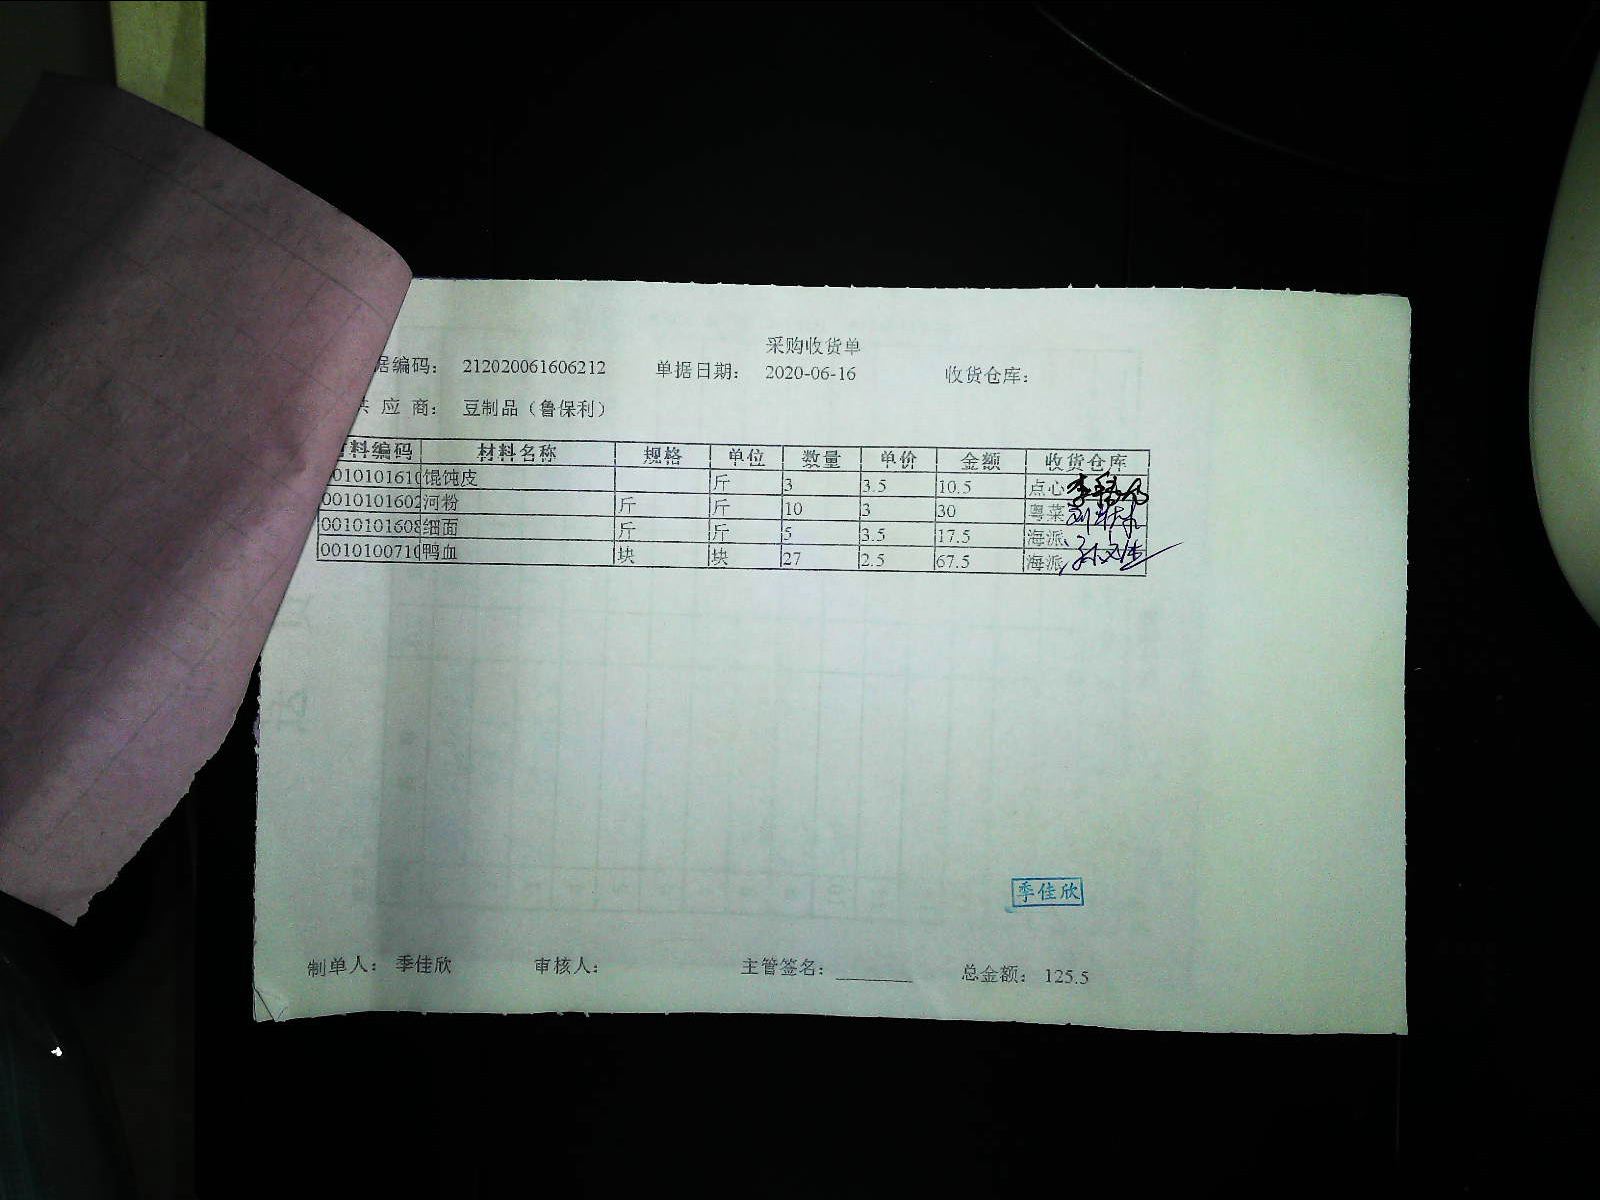 采购收货单
据编码： 212020061606212 单据日期： 2020-06-16 收货仓库：
供 应 商： 豆制品（鲁保利）
材料编码 材料名称 规格 单位 数量 单价 金额 收货仓库
0010101610 馄饨皮 斤 3 3.5 10.5 点心
0010101602 河粉 斤 斤 10 3 30 粤菜
0010101608 细面 斤 斤 5 3.5 17.5 海派
0010100710 鸭血 块 块 27 2.5 67.5 海派
季佳欣
制单人： 季佳欣 审核人： 主管签名： 总金额： 125.5